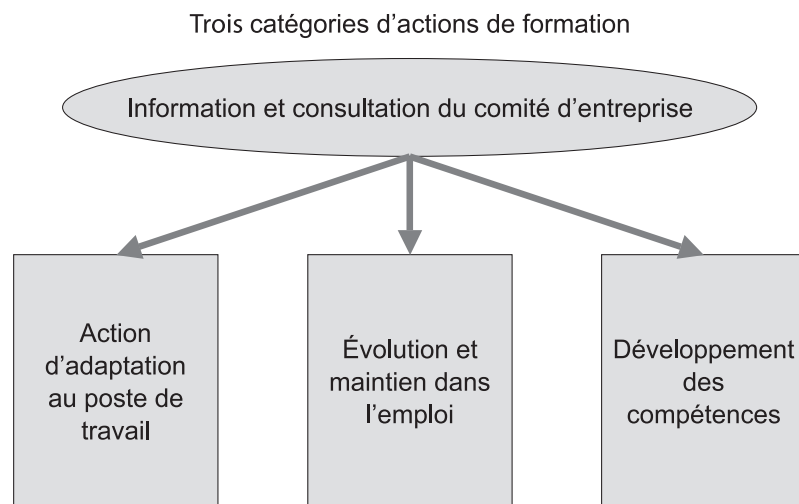 Trois catégories d’actions de formation
Information et consultation du comité d’entreprise
Action
d’adaptation
au poste de
travail
Évolution et
maintien dans
l’emploi
Développement
des
compétences